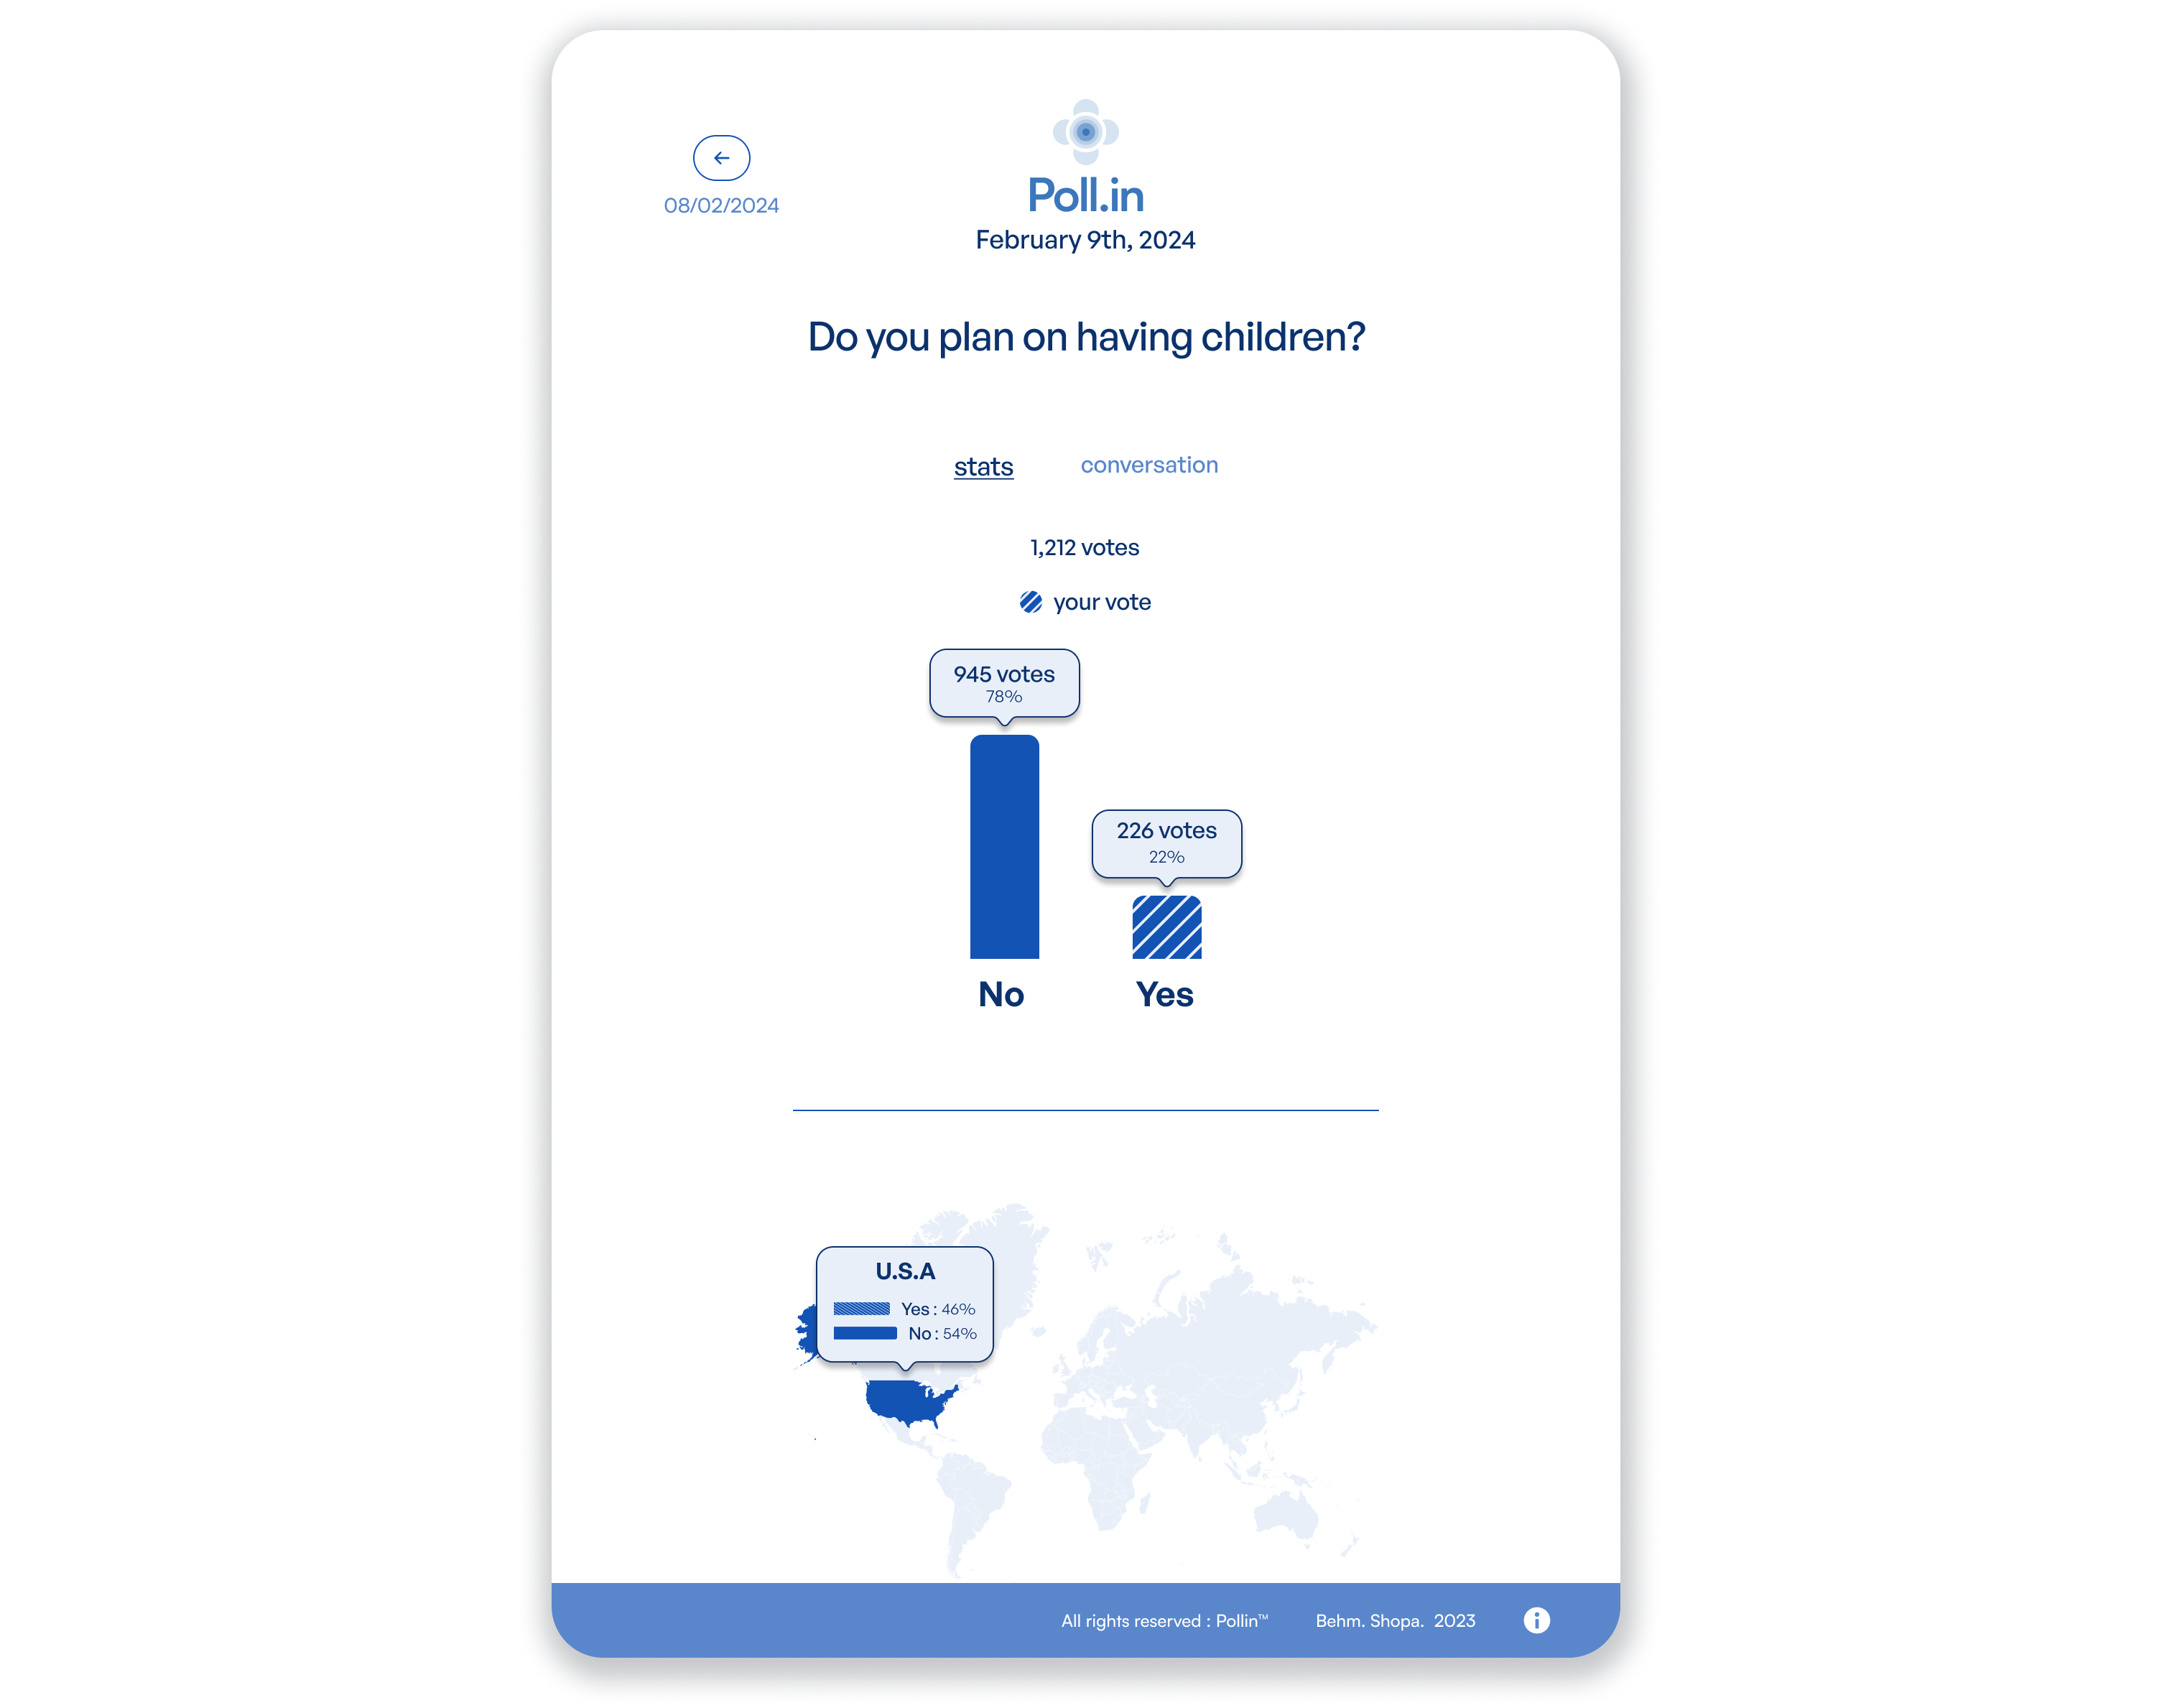 08/02/2024
Poll.in
February 9th, 2024
Do you plan on having children?
stats conversation
1,212 votes
your vote
945 votes
78%
226 votes
22%
No Yes
U.S.A
Yes : 46%
No : 54%
All rights reserved : Pollin™ Behm. Shopa. 2023